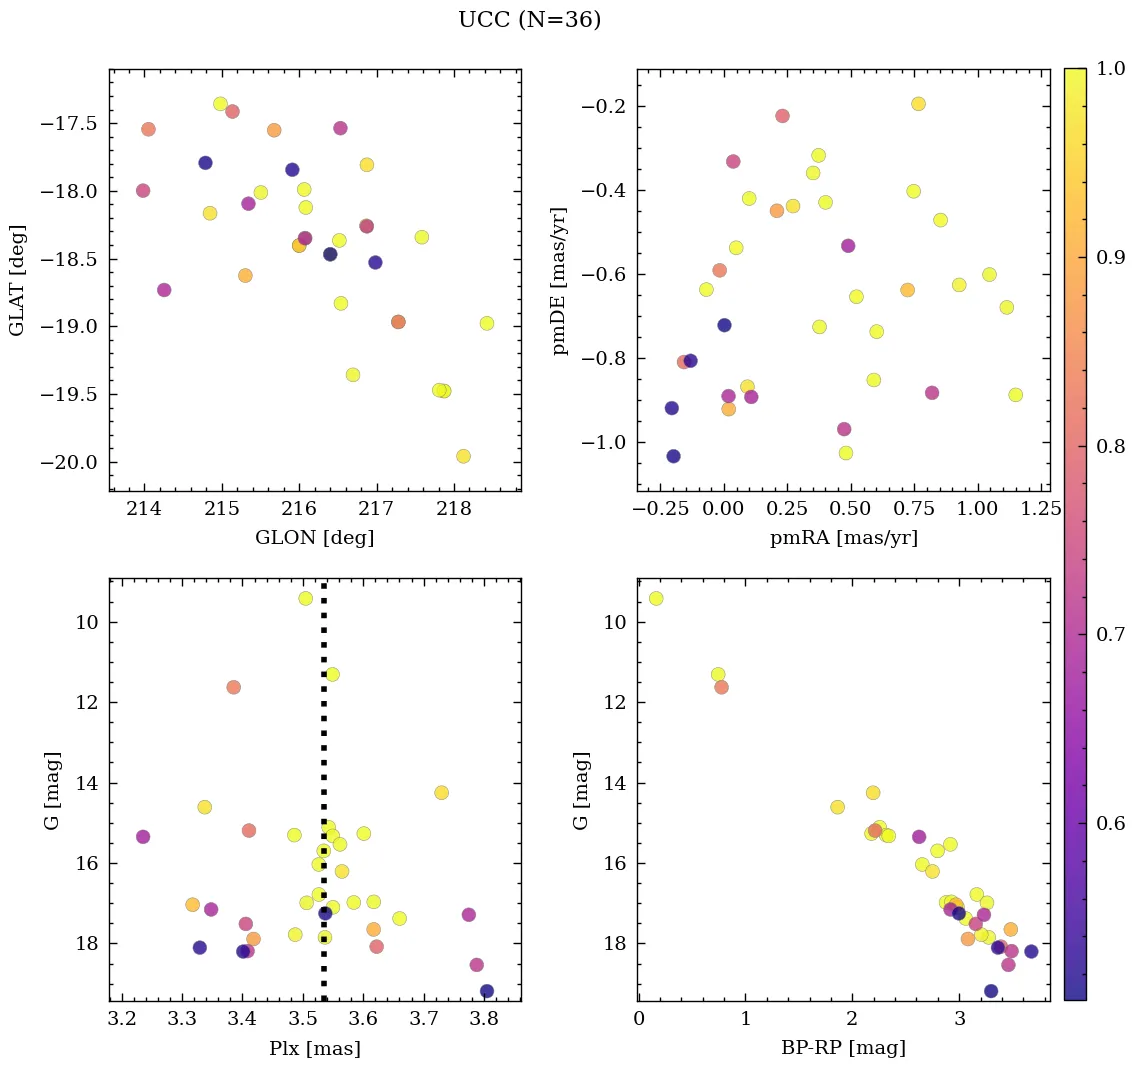 UCC (N=36)
−17.5
−18.0
−18.5
−19.0
−19.5
−20.0
GLAT [deg]
214 215 216 217 218
GLON [deg]
−0.2
−0.4
−0.6
−0.8
−1.0
pmDE [mas/yr]
−0.25 0.00 0.25 0.50 0.75 1.00 1.25
pmRA [mas/yr]
1.0
0.9
0.8
0.7
0.6
10
12
14
16
18
G [mag]
3.2 3.3 3.4 3.5 3.6 3.7 3.8
Plx [mas]
10
12
14
16
18
G [mag]
0 1 2 3
BP-RP [mag]